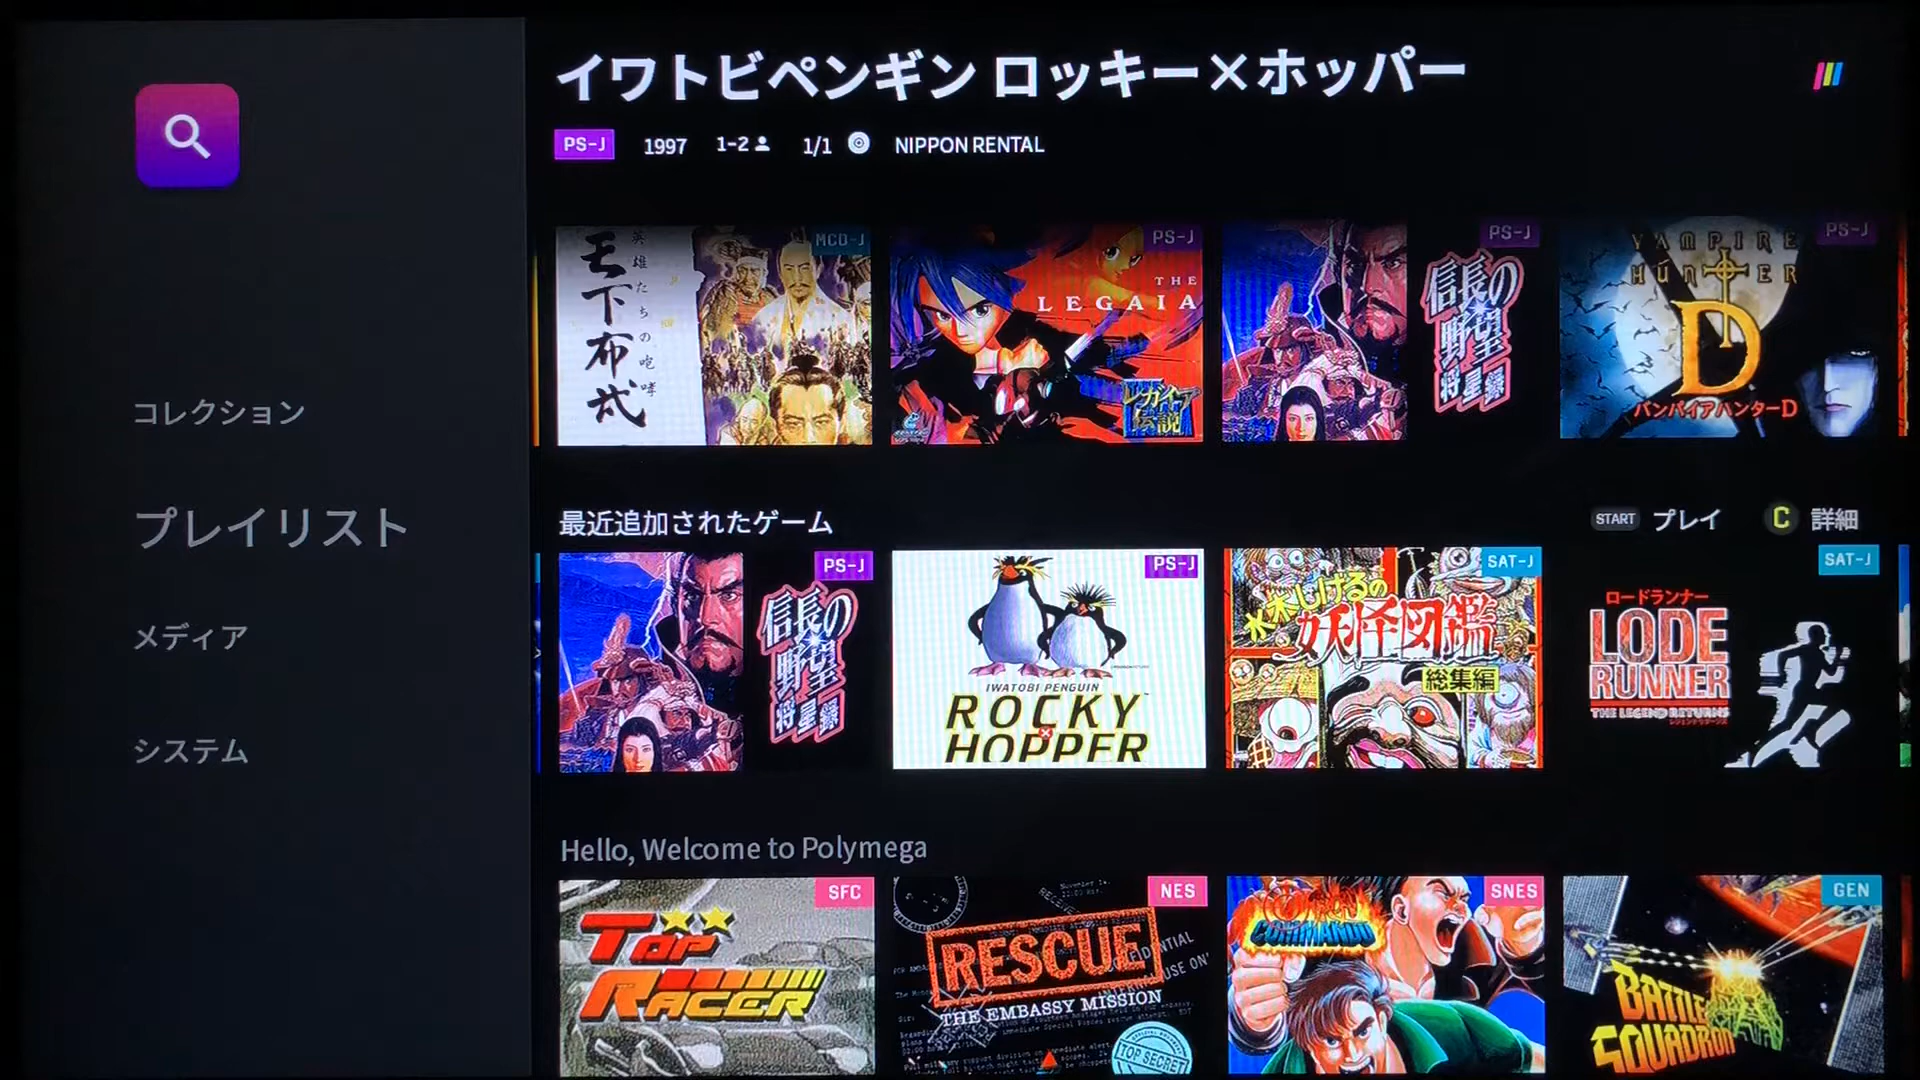 イワトビペンギン ロッキー×ホッパー
PS-J 1997 1-2 1/1 NIPPON RENTAL
コレクション
プレイリスト
メディア
システム
英雄たちの咆哮
天下布武
MCD-J
THE LEGAIA
レガイア伝説
PS-J
信長の野望
将星録
PS-J
VAMPIRE HUNTER D
バンパイアハンターD
PS-J
最近追加されたゲーム
START プレイ C 詳細
信長の野望
将星録
PS-J
IWATOBI PENGUIN
ROCKY × HOPPER
PS-J
水木しげるの
妖怪図鑑
総集編
SAT-J
ロードランナー
LODE RUNNER
THE LEGEND RETURNS
SAT-J
Hello, Welcome to Polymega
TOP RACER
SFC
RESCUE
THE EMBASSY MISSION
TOP SECRET
NES
COMMANDO
SNES
BATTLE SQUADRON
GEN